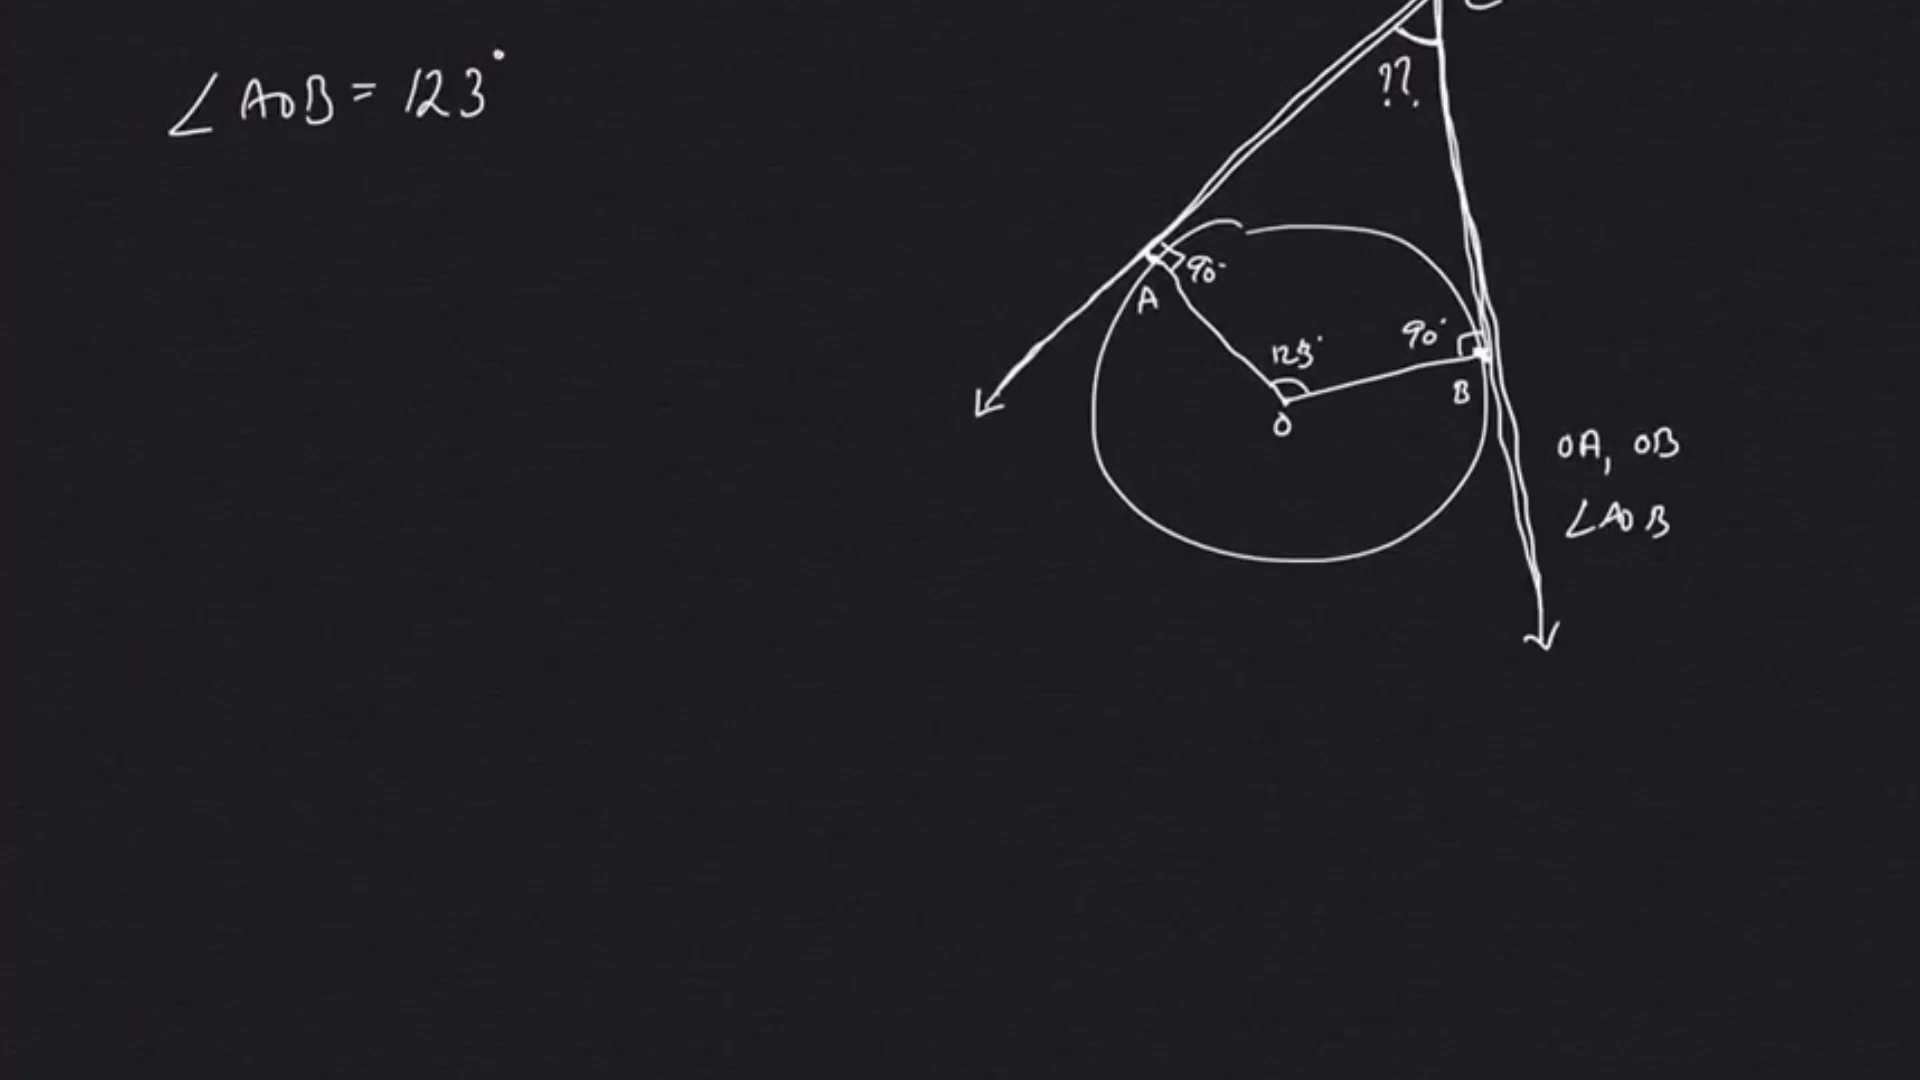 ∠AOB = 123°
??
90°
A
123°
90°
B
O
OA, OB
∠AOB